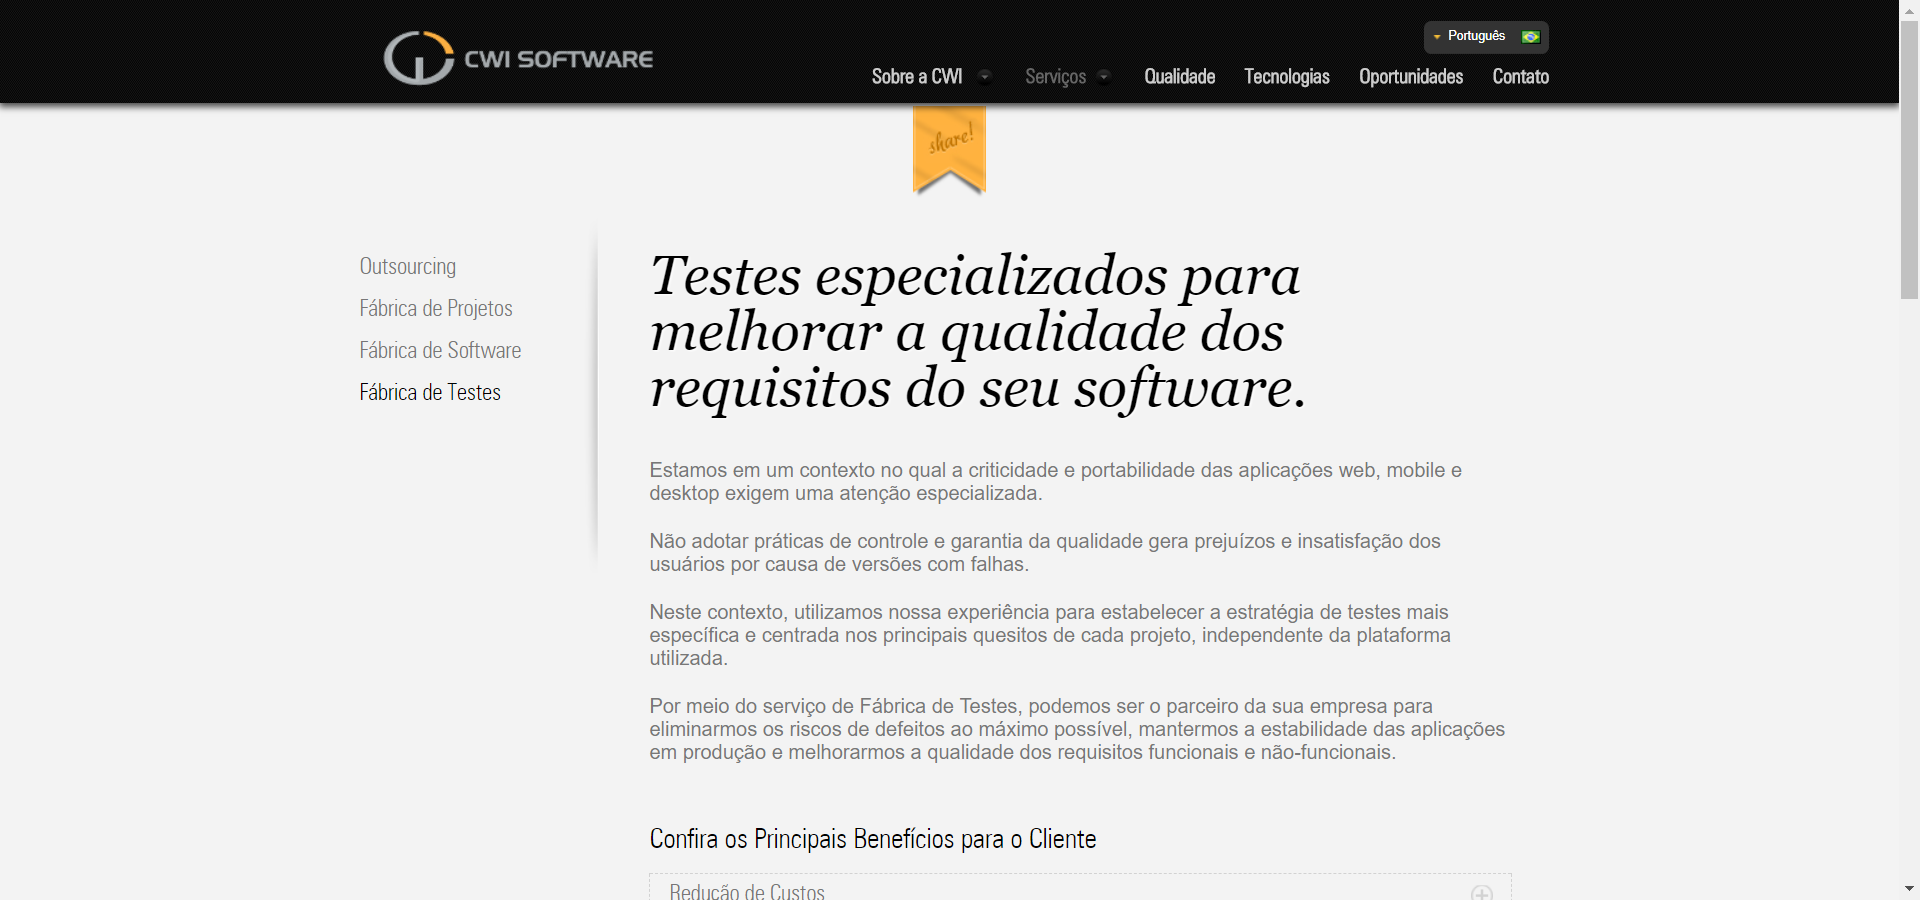 CWI SOFTWARE
Português
Sobre a CWI
Serviços
Qualidade
Tecnologias
Oportunidades
Contato
share!
Outsourcing
Fábrica de Projetos
Fábrica de Software
Fábrica de Testes
Testes especializados para
melhorar a qualidade dos
requisitos do seu software.
Estamos em um contexto no qual a criticidade e portabilidade das aplicações web, mobile e
desktop exigem uma atenção especializada.
Não adotar práticas de controle e garantia da qualidade gera prejuízos e insatisfação dos
usuários por causa de versões com falhas.
Neste contexto, utilizamos nossa experiência para estabelecer a estratégia de testes mais
específica e centrada nos principais quesitos de cada projeto, independente da plataforma
utilizada.
Por meio do serviço de Fábrica de Testes, podemos ser o parceiro da sua empresa para
eliminarmos os riscos de defeitos ao máximo possível, mantermos a estabilidade das aplicações
em produção e melhorarmos a qualidade dos requisitos funcionais e não-funcionais.
Confira os Principais Benefícios para o Cliente
Redução de Custos